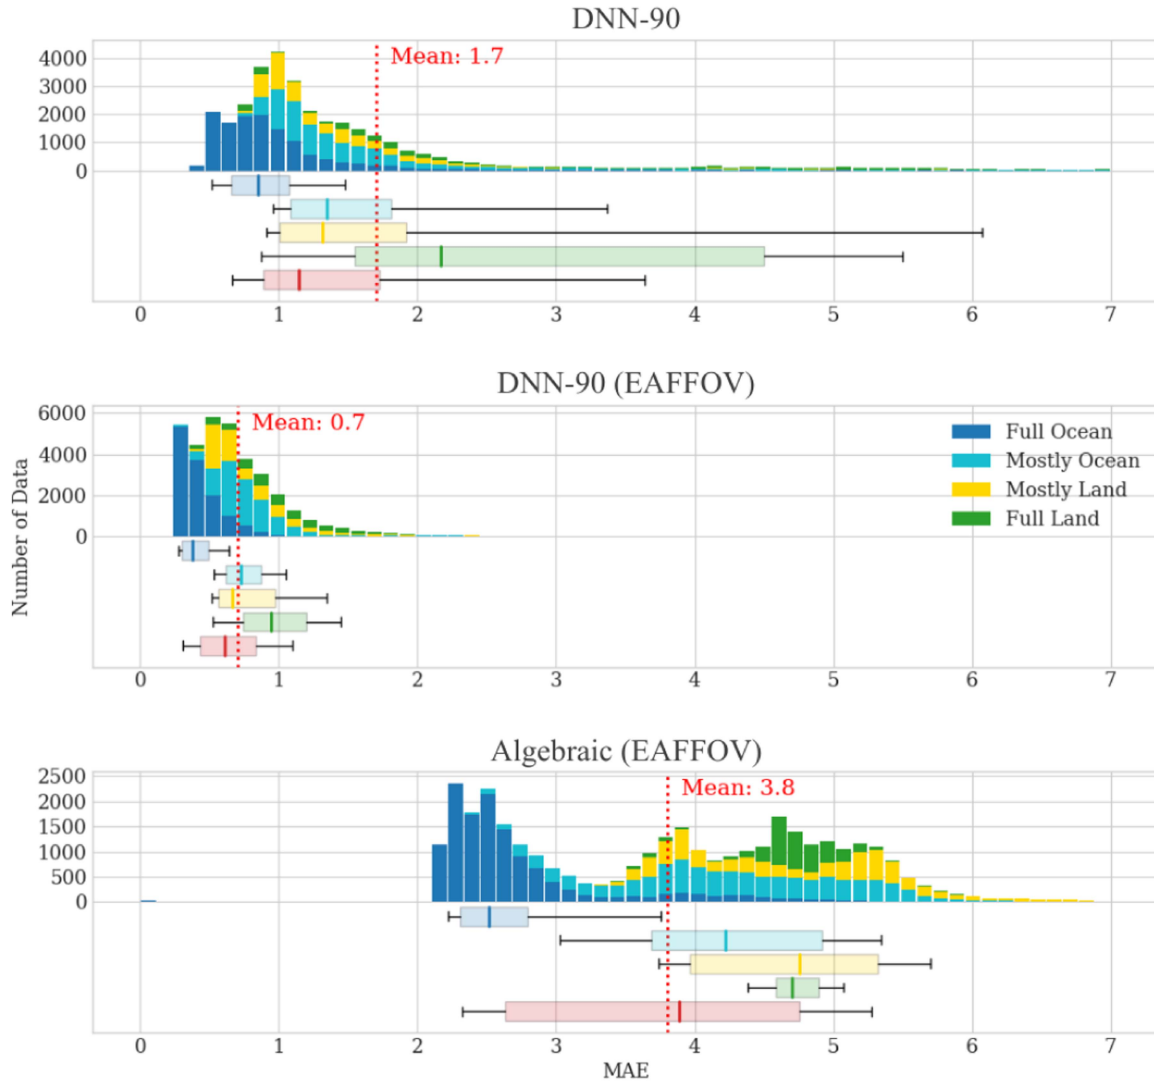 DNN-90
Mean: 1.7
4000
3000
2000
1000
0
0 1 2 3 4 5 6 7
DNN-90 (EAFFOV)
Mean: 0.7
6000
4000
2000
0
Full Ocean
Mostly Ocean
Mostly Land
Full Land
Number of Data
0 1 2 3 4 5 6 7
Algebraic (EAFFOV)
Mean: 3.8
2500
2000
1500
1000
500
0
0 1 2 3 4 5 6 7
MAE